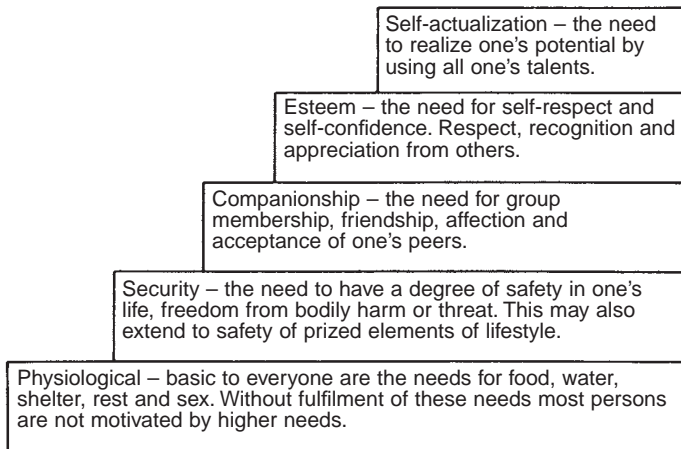 Self-actualization – the need
to realize one’s potential by
using all one’s talents.
Esteem – the need for self-respect and
self-confidence. Respect, recognition and
appreciation from others.
Companionship – the need for group
membership, friendship, affection and
acceptance of one’s peers.
Security – the need to have a degree of safety in one’s
life, freedom from bodily harm or threat. This may also
extend to safety of prized elements of lifestyle.
Physiological – basic to everyone are the needs for food, water,
shelter, rest and sex. Without fulfilment of these needs most persons
are not motivated by higher needs.